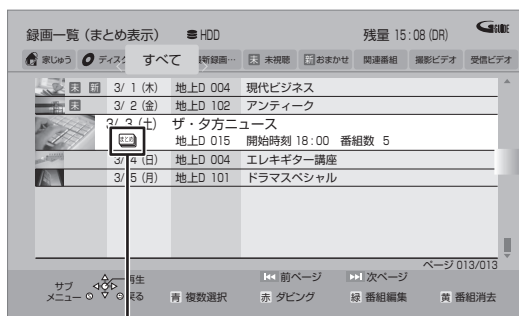 録画一覧 (まとめ表示) HDD 残量 15:08 (DR) GGUIDE
家じゅう ディスク すべて 新録画… 未 未視聴 新 おまかせ 関連番組 撮影ビデオ 受信ビデオ
未 新 3/ 1 (木) 地上D 004 現代ビジネス
未 3/ 2 (金) 地上D 102 アンティーク
3/ 3 (土) ザ・夕方ニュース
まとめ 地上D 015 開始時刻 18:00 番組数 5
3/ 4 (日) 地上D 004 エレキギター講座
3/ 5 (月) 地上D 101 ドラマスペシャル
ページ 013/013
サブメニュー 再生 戻る 前ページ 次ページ
青 複数選択 赤 ダビング 緑 番組編集 黄 番組消去